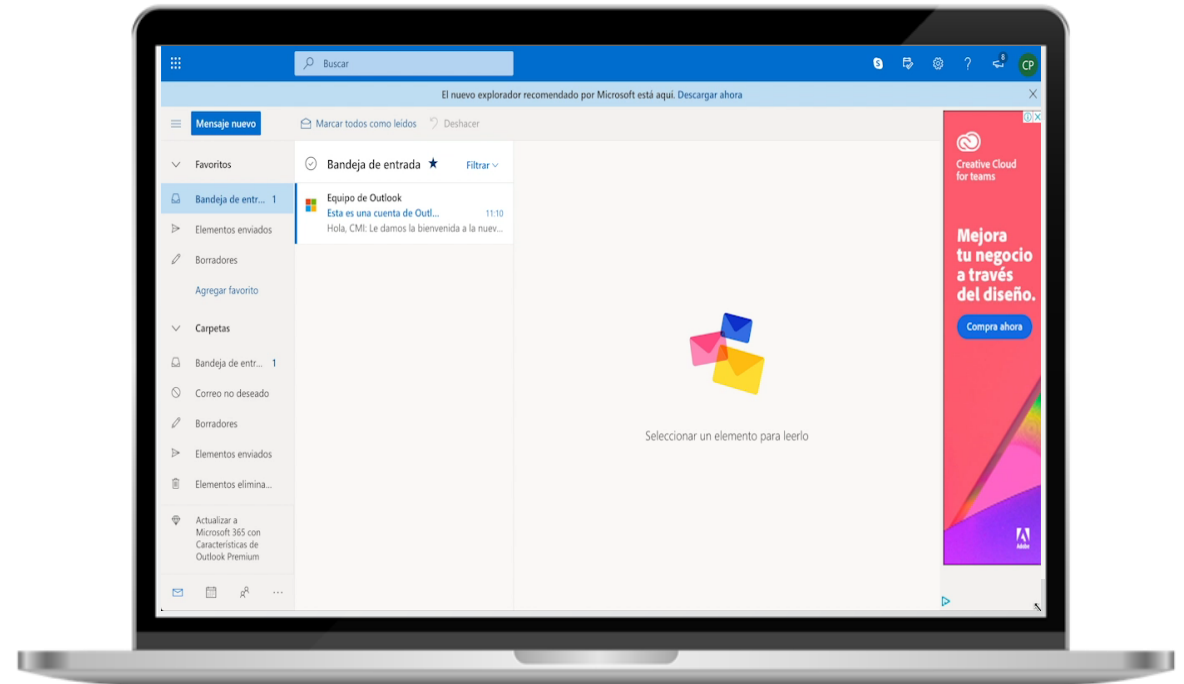 Buscar
8
CP
El nuevo explorador recomendado por Microsoft está aquí. Descargar ahora
Mensaje nuevo
Marcar todos como leídos
Deshacer
Favoritos
Bandeja de entr... 1
Elementos enviados
Borradores
Agregar favorito
Carpetas
Bandeja de entr... 1
Correo no deseado
Borradores
Elementos enviados
Elementos elimina...
Actualizar a
Microsoft 365 con
Características de
Outlook Premium
Bandeja de entrada
Filtrar
Equipo de Outlook
Esta es una cuenta de Outl... 11:10
Hola, CMI: Le damos la bienvenida a la nuev...
Seleccionar un elemento para leerlo
Creative Cloud
for teams
Mejora
tu negocio
a través
del diseño.
Compra ahora
Adobe